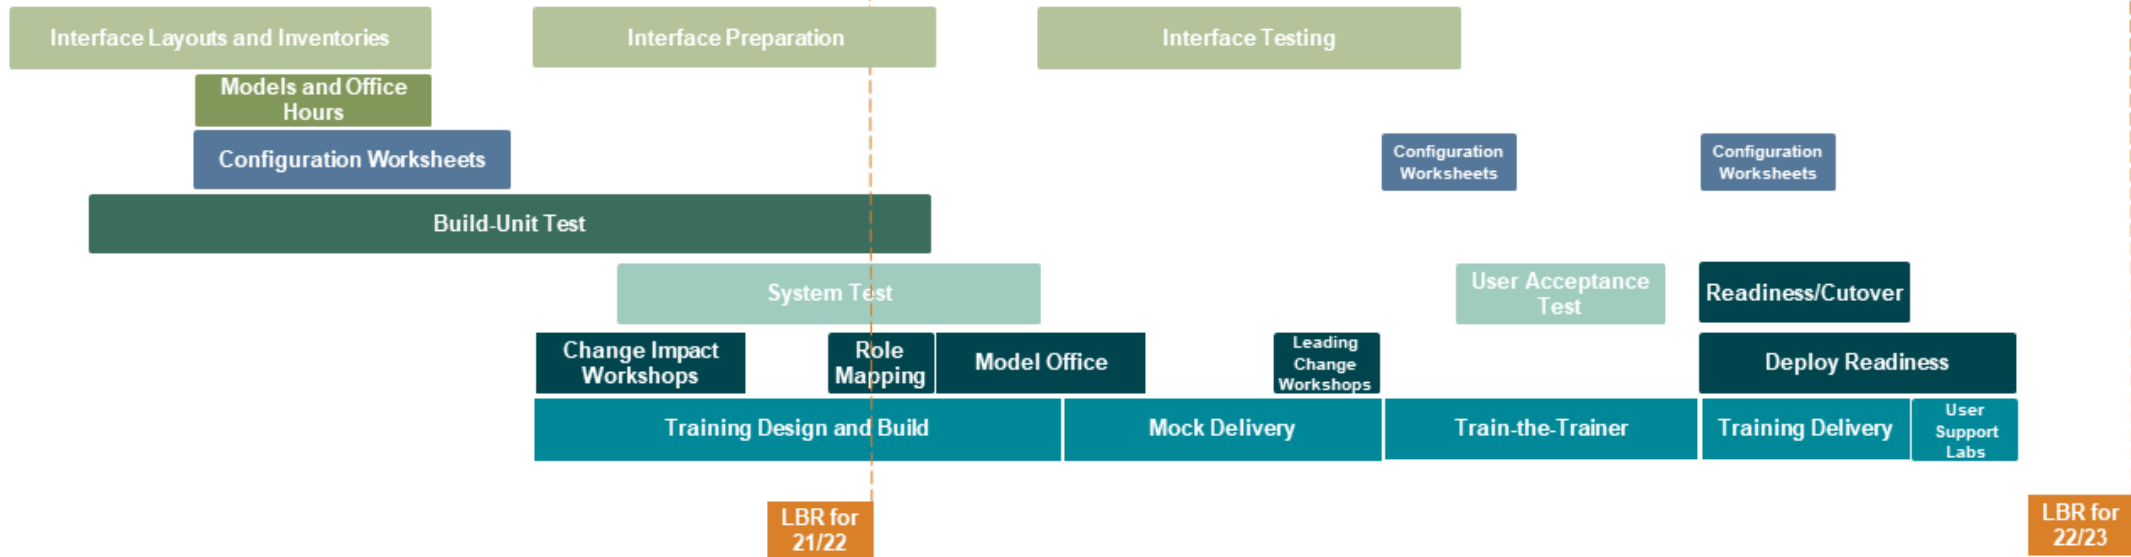 Interface Layouts and Inventories
Interface Preparation
Interface Testing
Models and Office
Hours
Configuration Worksheets
Configuration
Worksheets
Configuration
Worksheets
Build-Unit Test
System Test
User Acceptance
Test
Readiness/Cutover
Change Impact
Workshops
Role
Mapping
Model Office
Leading
Change
Workshops
Deploy Readiness
Training Design and Build
Mock Delivery
Train-the-Trainer
Training Delivery
User
Support
Labs
LBR for
21/22
LBR for
22/23